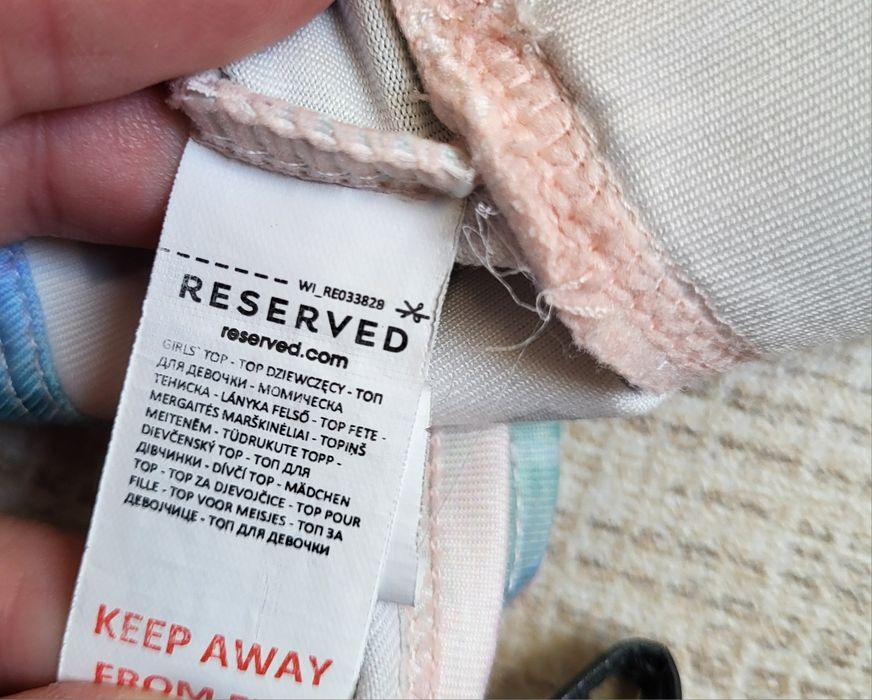 WI_RE033828
RESERVED
reserved.com
GIRLS` TOP - TOP DZIEWCZĘCY - ТОП
ДЛЯ ДЕВОЧКИ - МОМИЧЕСКА
ТЕНИСКА - LÁNYKA FELSŐ - TOP FETE -
MERGAITĖS MARŠKINĖLIAI - TOPIŅŠ
MEITENĒM - TÜDRUKUTE TOPP -
DIEVČENSKÝ TOP - ТОП ДЛЯ
ДІВЧИНКИ - DÍVČÍ TOP - MÄDCHEN
TOP - TOP ZA DJEVOJČICE - TOP POUR
FILLE - TOP VOOR MEISJES - ТОП ЗА
ДЕВОЈЧИЦЕ - ТОП ДЛЯ ДЕВОЧКИ
KEEP AWAY
FROM